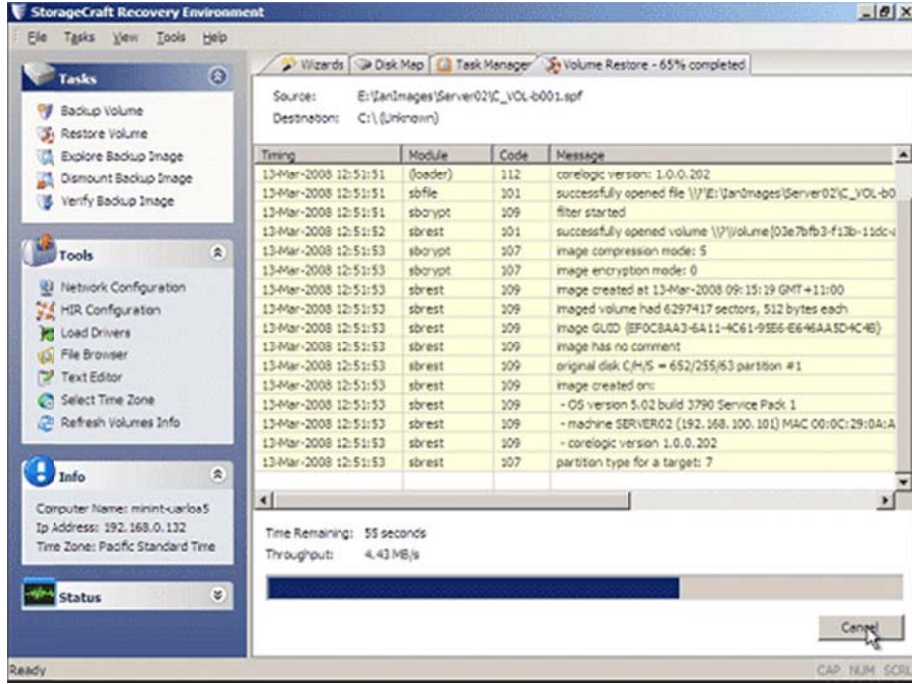 StorageCraft Recovery Environment
File Tasks View Tools Help
Tasks
Backup Volume
Restore Volume
Explore Backup Image
Dismount Backup Image
Verify Backup Image
Tools
Network Configuration
HIR Configuration
Load Drivers
File Browser
Text Editor
Select Time Zone
Refresh Volumes Info
Info
Computer Name: minint-uarloa5
Ip Address: 192.168.0.132
Time Zone: Pacific Standard Time
Status
Wizards Disk Map Task Manager Volume Restore - 65% completed
Source: E:\IanImages\Server02\C_VOL-b001.spf
Destination: C:\ (Unknown)
Timing Module Code Message
13-Mar-2008 12:51:51 (loader) 112 corelogic version: 1.0.0.202
13-Mar-2008 12:51:51 sbfile 101 successfully opened file \\?\E:\IanImages\Server02\C_VOL-b0
13-Mar-2008 12:51:51 sbcrypt 109 filter started
13-Mar-2008 12:51:52 sbrest 101 successfully opened volume \\?\Volume{03e7bfb3-f13b-11dc-
13-Mar-2008 12:51:53 sbcrypt 107 image compression mode: 5
13-Mar-2008 12:51:53 sbcrypt 107 image encryption mode: 0
13-Mar-2008 12:51:53 sbrest 109 image created at 13-Mar-2008 09:15:19 GMT+11:00
13-Mar-2008 12:51:53 sbrest 109 imaged volume had 6297417 sectors, 512 bytes each
13-Mar-2008 12:51:53 sbrest 109 image GUID {EF0C8AA3-6A11-4C61-95E6-E646AA5D4C4B}
13-Mar-2008 12:51:53 sbrest 109 image has no comment
13-Mar-2008 12:51:53 sbrest 109 original disk C/H/S = 652/255/63 partition #1
13-Mar-2008 12:51:53 sbrest 109 image created on:
13-Mar-2008 12:51:53 sbrest 109 - OS version 5.02 build 3790 Service Pack 1
13-Mar-2008 12:51:53 sbrest 109 - machine SERVER02 (192.168.100.101) MAC 00:0C:29:0A:A
13-Mar-2008 12:51:53 sbrest 109 - corelogic version 1.0.0.202
13-Mar-2008 12:51:53 sbrest 107 partition type for a target: 7
Time Remaining: 55 seconds
Throughput: 4.43 MB/s
Cancel
Ready CAP NUM SCRL